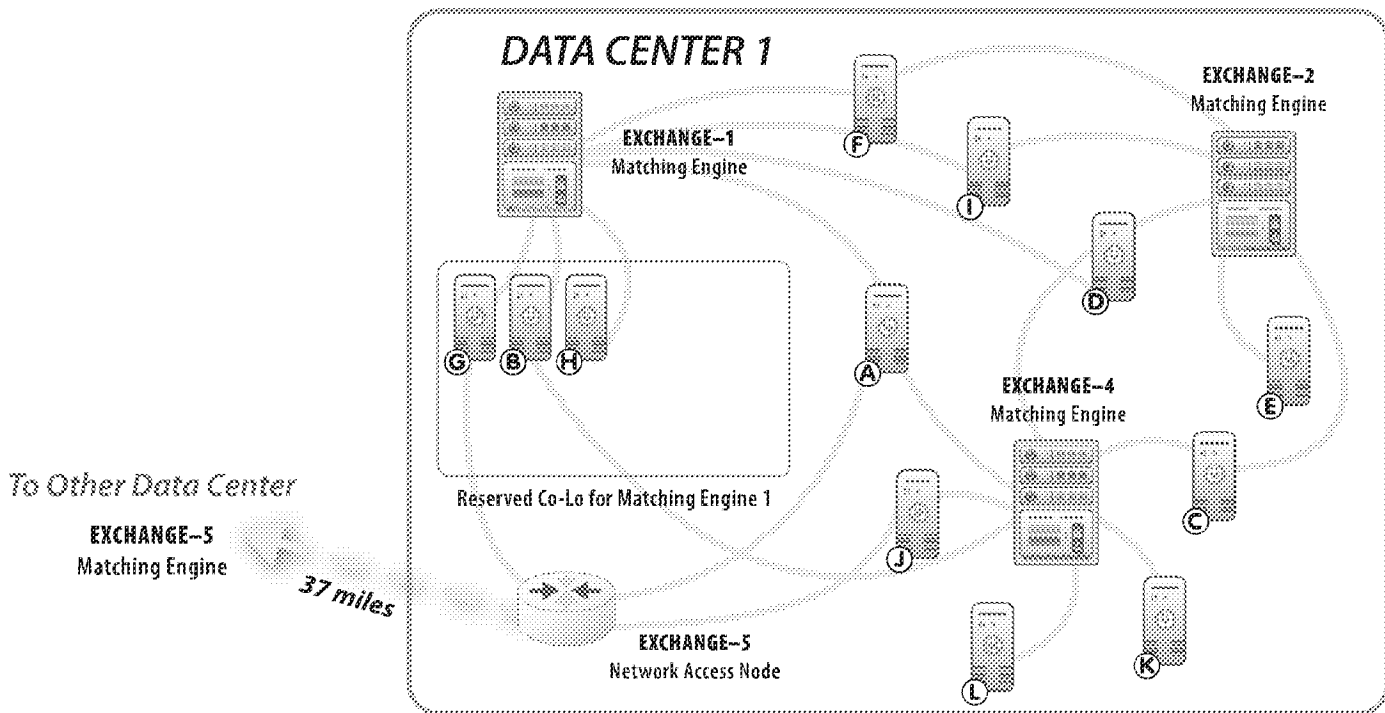 DATA CENTER 1
EXCHANGE–1
Matching Engine
EXCHANGE–2
Matching Engine
F
I
D
G
B
H
A
E
EXCHANGE–4
Matching Engine
Reserved Co-Lo for Matching Engine 1
C
J
To Other Data Center
EXCHANGE–5
Matching Engine
37 miles
EXCHANGE–5
Network Access Node
K
L